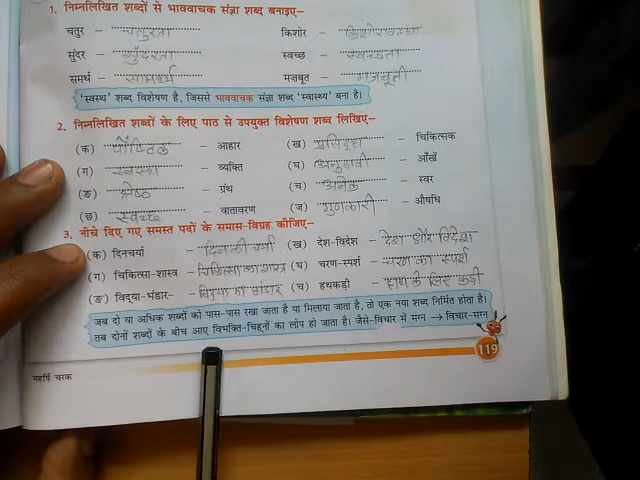 1. निम्नलिखित शब्दों से भाववाचक संज्ञा शब्द बनाइए–
चतुर – चतुरता किशोर – किशोरावस्था
सुंदर – सुंदरता स्वच्छ – स्वच्छता
समर्थ – सामर्थ्य मज़बूत – मजबूती
'स्वस्थ' शब्द विशेषण है, जिससे भाववाचक संज्ञा शब्द 'स्वास्थ्य' बना है।
2. निम्नलिखित शब्दों के लिए पाठ से उपयुक्त विशेषण शब्द लिखिए–
(क) पौष्टिक – आहार (ख) प्रसिद्ध – चिकित्सक
(ग) स्वस्थ – व्यक्ति (घ) – आँखें
(ङ) श्रेष्ठ – ग्रंथ (च) अनेक – स्वर
(छ) स्वच्छ – वातावरण (ज) गुणकारी – औषधि
3. नीचे दिए गए समस्त पदों के समास-विग्रह कीजिए–
(क) दिनचर्या – दिन की चर्या (ख) देश-विदेश – देश और विदेश
(ग) चिकित्सा-शास्त्र – चिकित्सा का शास्त्र (घ) चरण-स्पर्श – चरण का स्पर्श
(ङ) विद्या-भंडार – विद्या का भंडार (च) हथकड़ी – हाथ के लिए कड़ी
जब दो या अधिक शब्दों को पास-पास रखा जाता है या मिलाया जाता है, तो एक नया शब्द निर्मित होता है।
तब दोनों शब्दों के बीच आए विभक्ति-चिह्नों का लोप हो जाता है। जैसे-विचार में मग्न → विचार-मग्न
119
महर्षि चरक